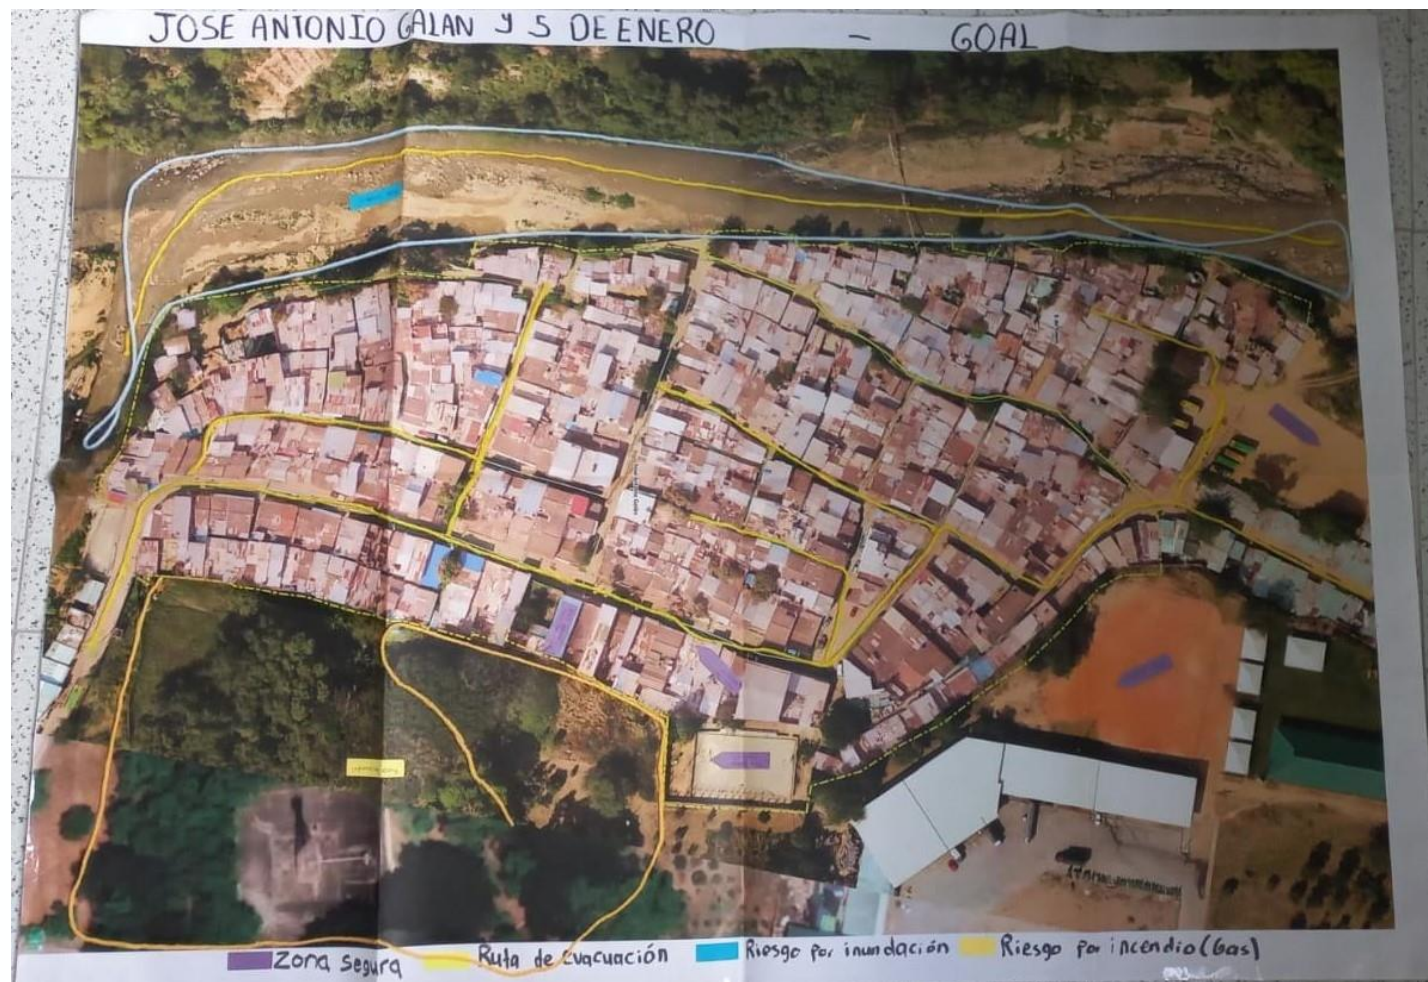 JOSE ANTONIO GALAN Y 5 DE ENERO - GOAL
Zona segura
Ruta de Evacuación
Riesgo por inundación
Riesgo por incendio (Gas)